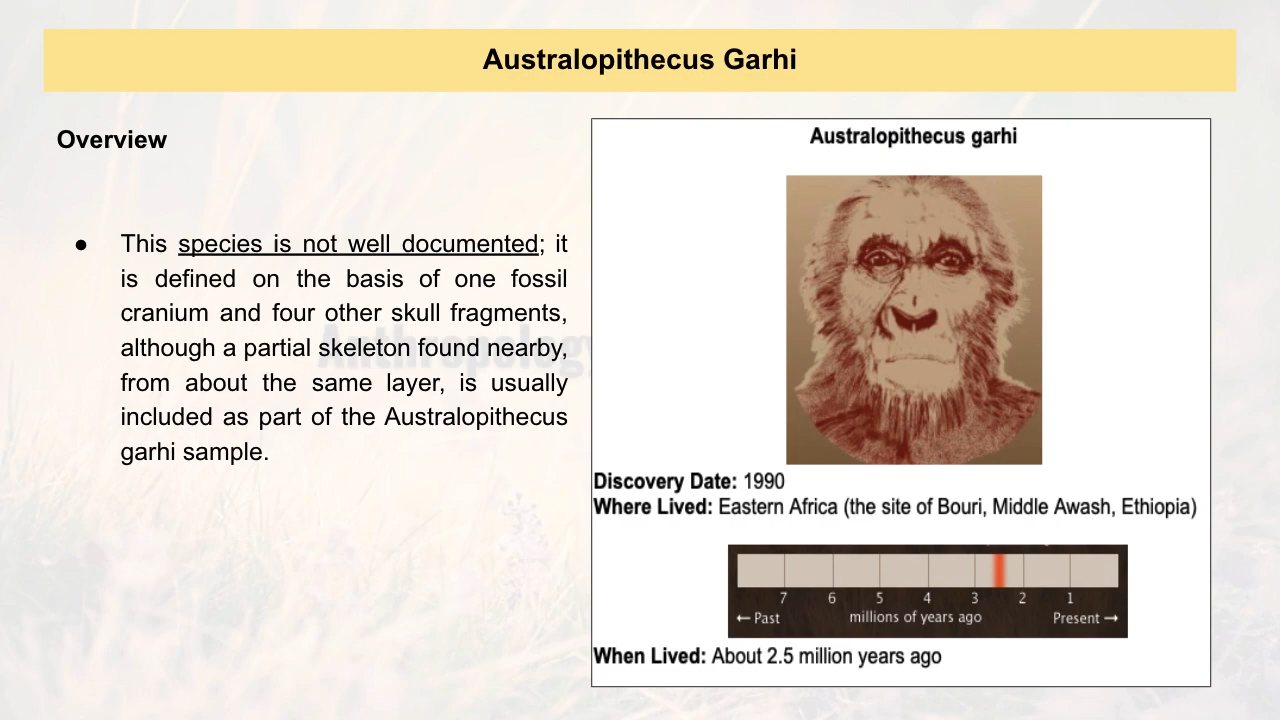 Australopithecus Garhi
Overview
● This species is not well documented; it
is defined on the basis of one fossil
cranium and four other skull fragments,
although a partial skeleton found nearby,
from about the same layer, is usually
included as part of the Australopithecus
garhi sample.
Anthropology
Australopithecus garhi
Discovery Date: 1990
Where Lived: Eastern Africa (the site of Bouri, Middle Awash, Ethiopia)
7 6 5 4 3 2 1
← Past millions of years ago Present →
When Lived: About 2.5 million years ago